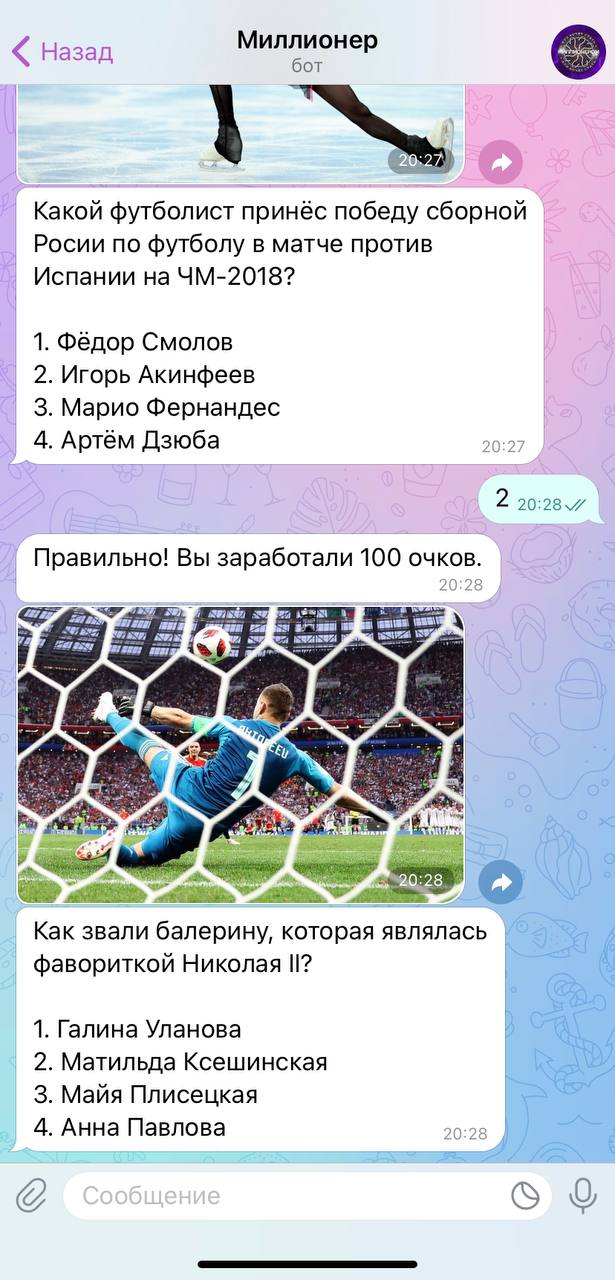 Назад
Миллионер
бот
20:27
Какой футболист принёс победу сборной
Росии по футболу в матче против
Испании на ЧМ-2018?
1. Фёдор Смолов
2. Игорь Акинфеев
3. Марио Фернандес
4. Артём Дзюба
20:27
2 20:28
Правильно! Вы заработали 100 очков.
20:28
1
20:28
Как звали балерину, которая являлась
фавориткой Николая II?
1. Галина Уланова
2. Матильда Ксешинская
3. Майя Плисецкая
4. Анна Павлова
20:28
Сообщение